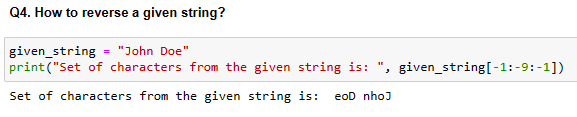 Q4. How to reverse a given string?
given_string = "John Doe"
print("Set of characters from the given string is: ", given_string[-1:-9:-1])
Set of characters from the given string is:  eoD nhoJ